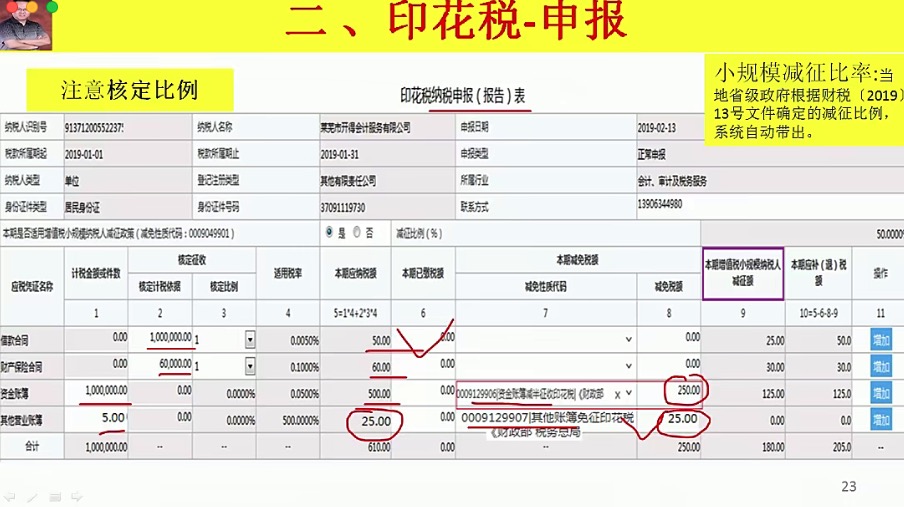 二、印花税-申报
注意核定比例
小规模减征比率:当
地省级政府根据财税〔2019〕
13号文件确定的减征比例，
系统自动带出。
印花税纳税申报（报告）表
纳税人识别号 913712005522375 纳税人名称 莱芜市开得会计服务有限公司 申报日期 2019-02-13
税款所属期起 2019-01-01 税款所属期止 2019-01-31 申报类型 正常申报
纳税人类型 单位 登记注册类型 其他有限责任公司 所属行业 会计、审计及税务服务
身份证件类型 居民身份证 身份证件号码 37091119730 联系方式 13906344980
本期是否适用增值税小规模纳税人减征政策（减免性质代码：0009049901） 是 否 减征比例（%） 50.0000
应税凭证名称 计税金额或件数 核定征收 适用税率 本期应纳税额 本期已缴税额 本期减免税额 本期增值税小规模纳税人减征额 本期应补（退）税额 操作
核定计税依据 核定比例 减免性质代码 减免税额
1 2 3 4 5=1*4+2*3*4 6 7 8 9 10=5-6-8-9 11
借款合同 0.00 1,000,000.00 1 0.0050% 50.00 0.00 0.00 25.00 50.0 增加
财产保险合同 0.00 60,000.00 1 0.1000% 60.00 0.00 0.00 30.00 30.0 增加
资金账簿 1,000,000.00 0.00 0.0000% 0.0500% 500.00 0.00 0009129906|资金账簿减半征收印花税|《财政部 x 250.00 125.00 125.0 增加
其他营业账簿 5.00 0.00 0.0000% 500.0000% 25.00 0.00 0009129907|其他账簿免征印花税 25.00 0.00 0.0 增加
《财政部 税务总局
合计 1,000,000.00 -- -- -- 610.00 0.00 -- 250.00 180.00 205.0 --
23